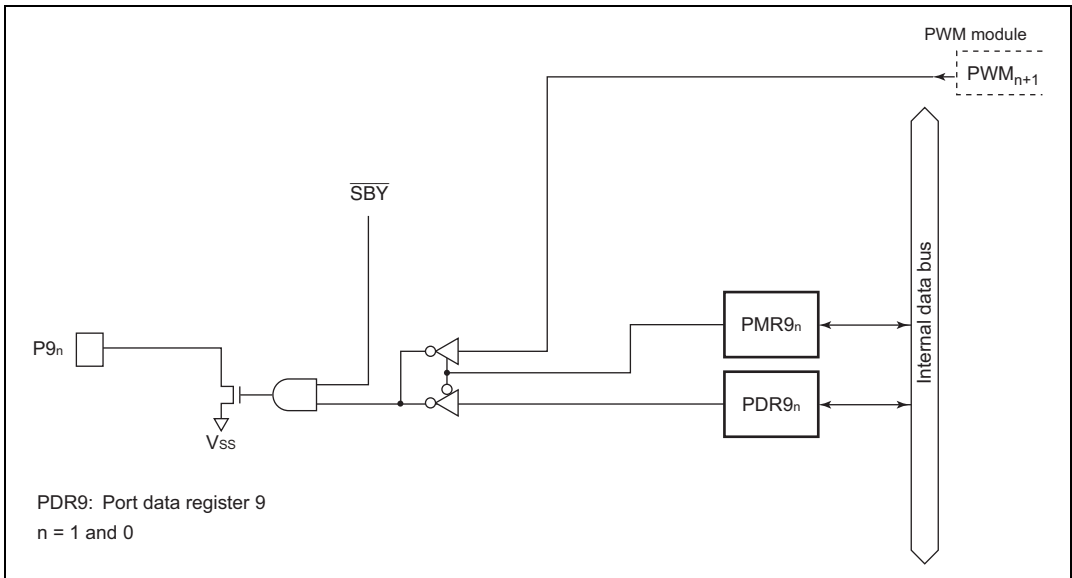 PWM module
PWMn+1
SBY
Internal data bus
PMR9n
P9n
PDR9n
Vss
PDR9: Port data register 9
n = 1 and 0